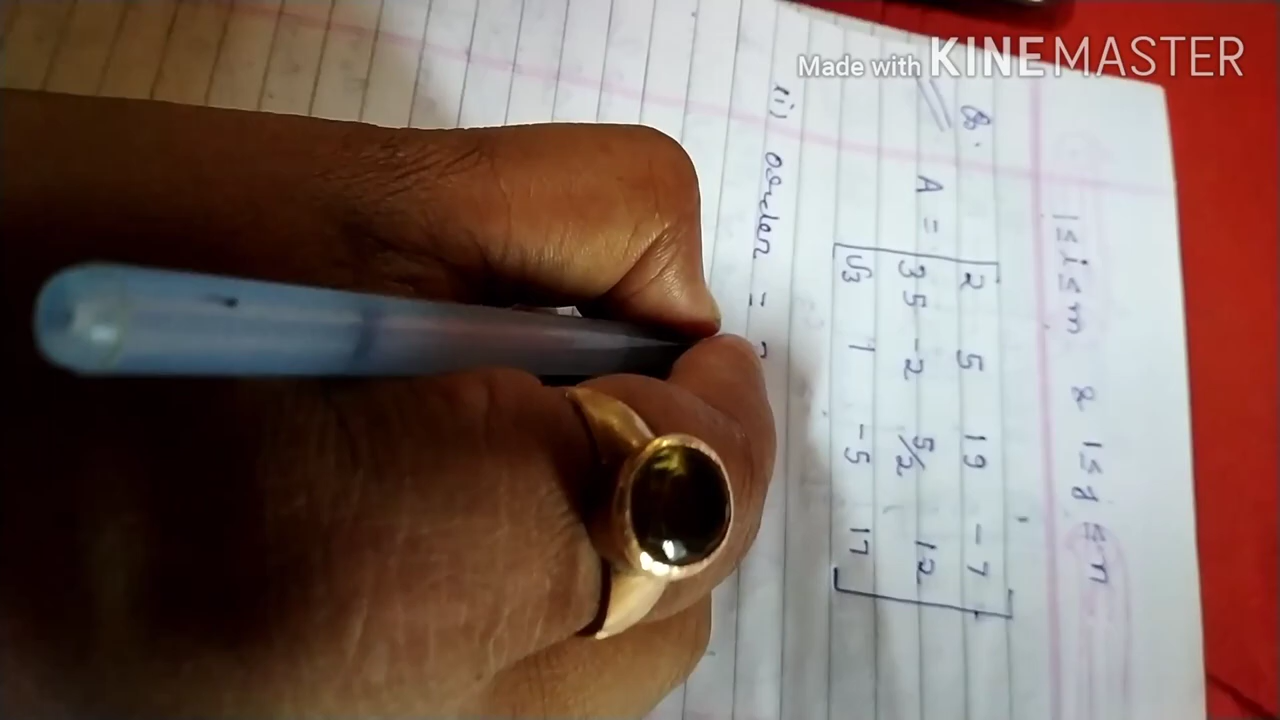 Made with KINEMASTER
1 ≤ i ≤ m & 1 ≤ j ≤ n
Q.
2 5 19 -7
A = 35 -2 5/2 12
√3 1 -5 17
ii) order =